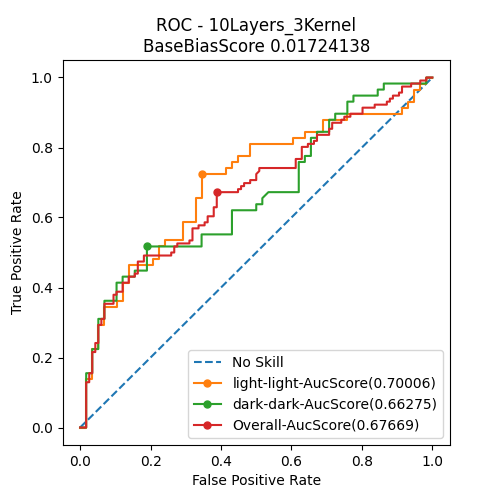 ROC - 10Layers_3Kernel
BaseBiasScore 0.01724138
True Positive Rate
1.0
0.8
0.6
0.4
0.2
0.0
No Skill
light-light-AucScore(0.70006)
dark-dark-AucScore(0.66275)
Overall-AucScore(0.67669)
0.0 0.2 0.4 0.6 0.8 1.0
False Positive Rate